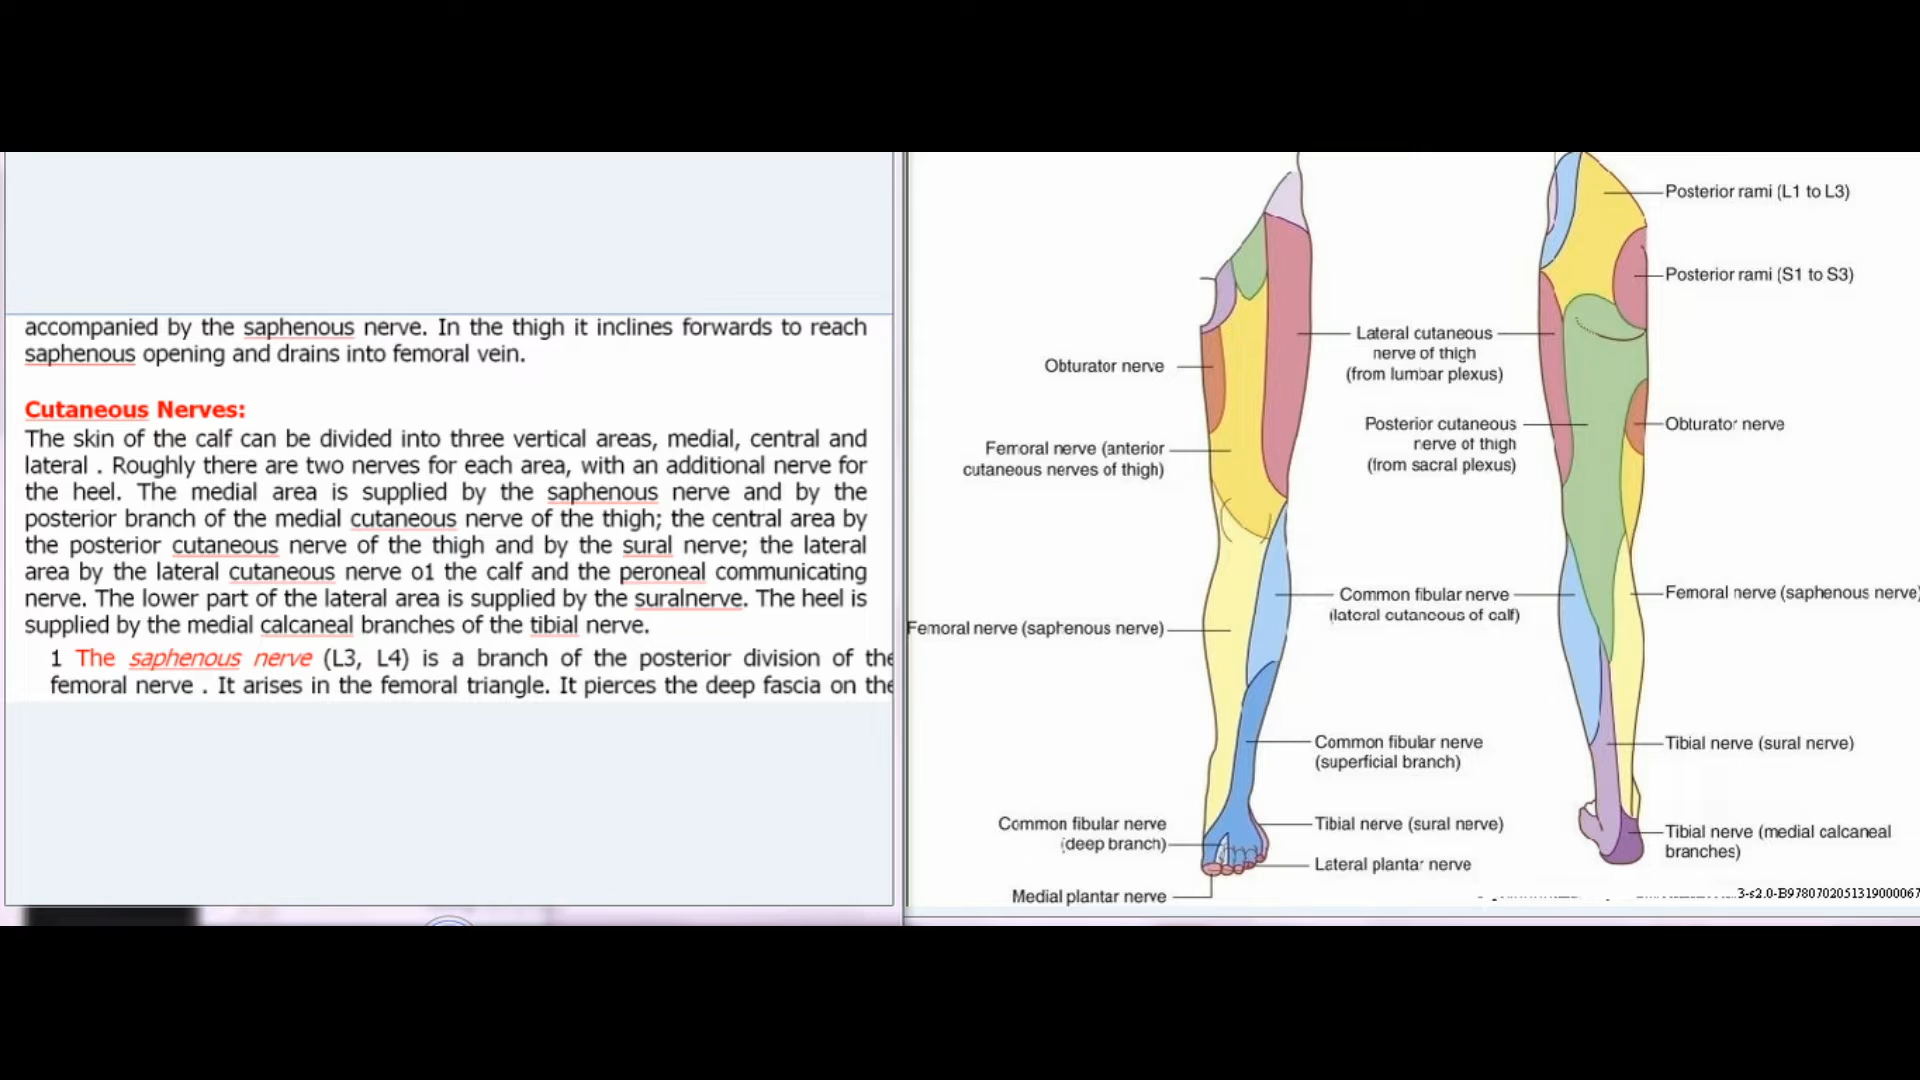 accompanied by the saphenous nerve. In the thigh it inclines forwards to reach
saphenous opening and drains into femoral vein.
Cutaneous Nerves:
The skin of the calf can be divided into three vertical areas, medial, central and
lateral . Roughly there are two nerves for each area, with an additional nerve for
the heel. The medial area is supplied by the saphenous nerve and by the
posterior branch of the medial cutaneous nerve of the thigh; the central area by
the posterior cutaneous nerve of the thigh and by the sural nerve; the lateral
area by the lateral cutaneous nerve o1 the calf and the peroneal communicating
nerve. The lower part of the lateral area is supplied by the suralnerve. The heel is
supplied by the medial calcaneal branches of the tibial nerve.
1 The saphenous nerve (L3, L4) is a branch of the posterior division of the
femoral nerve . It arises in the femoral triangle. It pierces the deep fascia on the
Obturator nerve
Femoral nerve (anterior
cutaneous nerves of thigh)
Femoral nerve (saphenous nerve)
Common fibular nerve
(deep branch)
Medial plantar nerve
Lateral cutaneous
nerve of thigh
(from lumbar plexus)
Posterior cutaneous
nerve of thigh
(from sacral plexus)
Common fibular nerve
(lateral cutaneous of calf)
Common fibular nerve
(superficial branch)
Tibial nerve (sural nerve)
Lateral plantar nerve
Posterior rami (L1 to L3)
Posterior rami (S1 to S3)
Obturator nerve
Femoral nerve (saphenous nerve)
Tibial nerve (sural nerve)
Tibial nerve (medial calcaneal
branches)
3-s2.0-B9780702051319000067